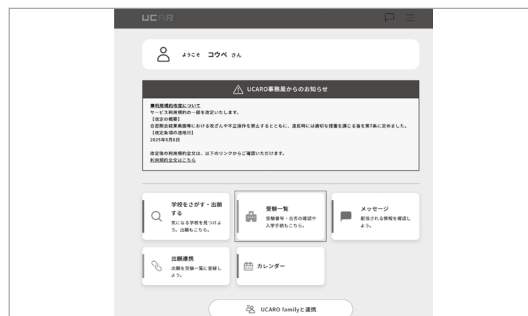 UCARO
ようこそ コウベ さん
UCARO事務局からのお知らせ
■利用規約改定について
サービス利用規約の一部を改定いたします。
【改定の概要】
合否照会結果画面等における改ざんや不正操作を禁止するとともに、違反時には適切な措置を講じる旨を第7条に定めました。
【改定条項の適用日】
2025年5月8日
改定後の利用規約全文は、以下のリンクからご確認いただけます。
利用規約全文はこちら
学校をさがす・出願
する
気になる学校を見つけよ
う。出願もこちら。
受験一覧
受験番号・合否の確認や
入学手続もこちら。
メッセージ
配信される情報を確認し
よう。
出願連携
出願を受験一覧に登録し
よう。
カレンダー
UCARO familyと連携